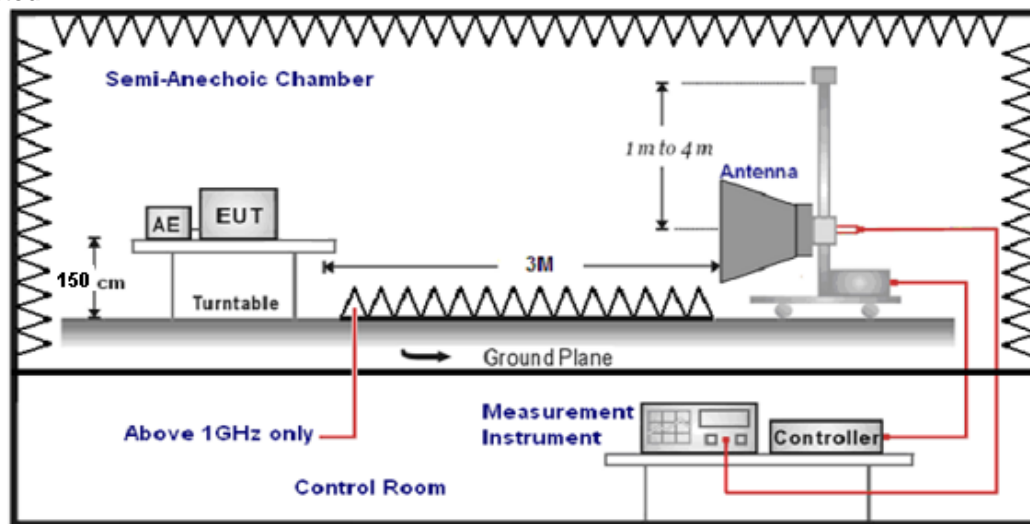 Semi-Anechoic Chamber
1 m to 4 m
Antenna
AE
EUT
150 cm
3M
Turntable
Ground Plane
Above 1GHz only
Measurement
Instrument
Controller
Control Room